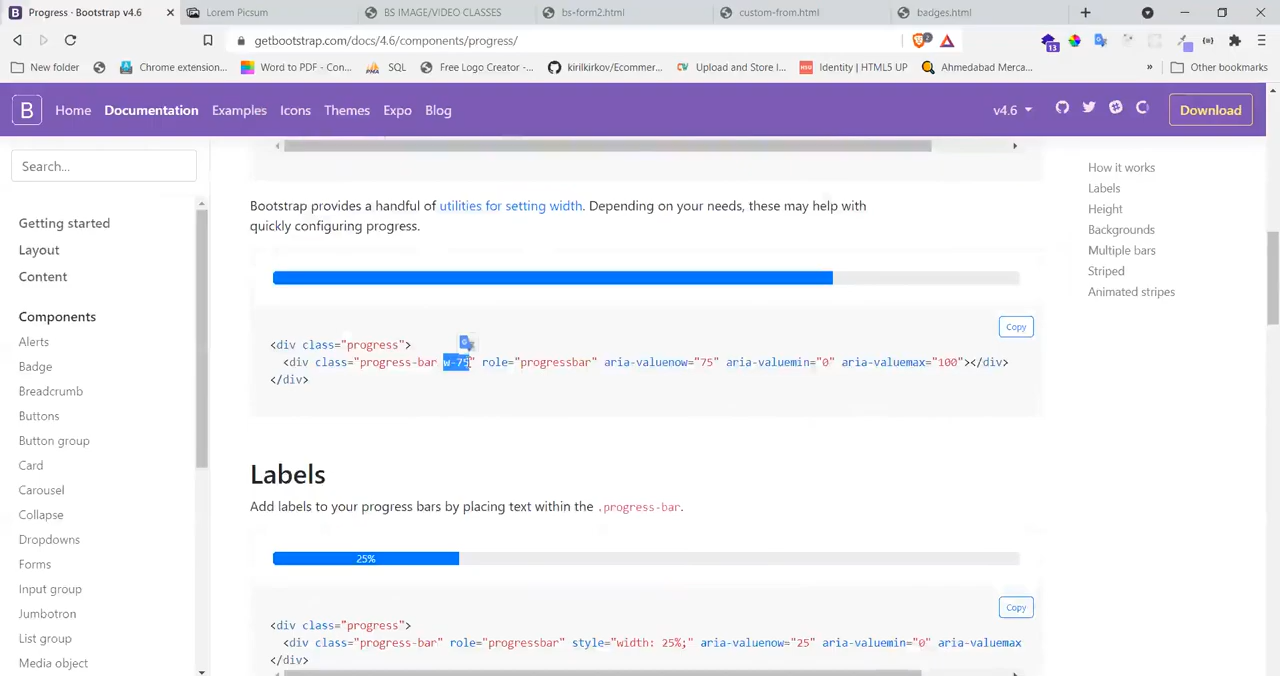 Progress · Bootstrap v4.6
Lorem Picsum
BS IMAGE/VIDEO CLASSES
bs-form2.html
custom-from.html
badges.html
getbootstrap.com/docs/4.6/components/progress/
2
13
New folder
Chrome extension...
Word to PDF - Con...
SQL
Free Logo Creator -...
kirilkirkov/Ecommer...
Upload and Store I...
Identity | HTML5 UP
Ahmedabad Merca...
»
Other bookmarks
B
Home
Documentation
Examples
Icons
Themes
Expo
Blog
v4.6
Download
Search...
Getting started
Layout
Content
Components
Alerts
Badge
Breadcrumb
Buttons
Button group
Card
Carousel
Collapse
Dropdowns
Forms
Input group
Jumbotron
List group
Media object
Bootstrap provides a handful of utilities for setting width. Depending on your needs, these may help with
quickly configuring progress.
Copy
<div class="progress">
<div class="progress-bar w-75" role="progressbar" aria-valuenow="75" aria-valuemin="0" aria-valuemax="100"></div>
</div>
Labels
Add labels to your progress bars by placing text within the .progress-bar.
25%
Copy
<div class="progress">
<div class="progress-bar" role="progressbar" style="width: 25%;" aria-valuenow="25" aria-valuemin="0" aria-valuemax
</div>
How it works
Labels
Height
Backgrounds
Multiple bars
Striped
Animated stripes